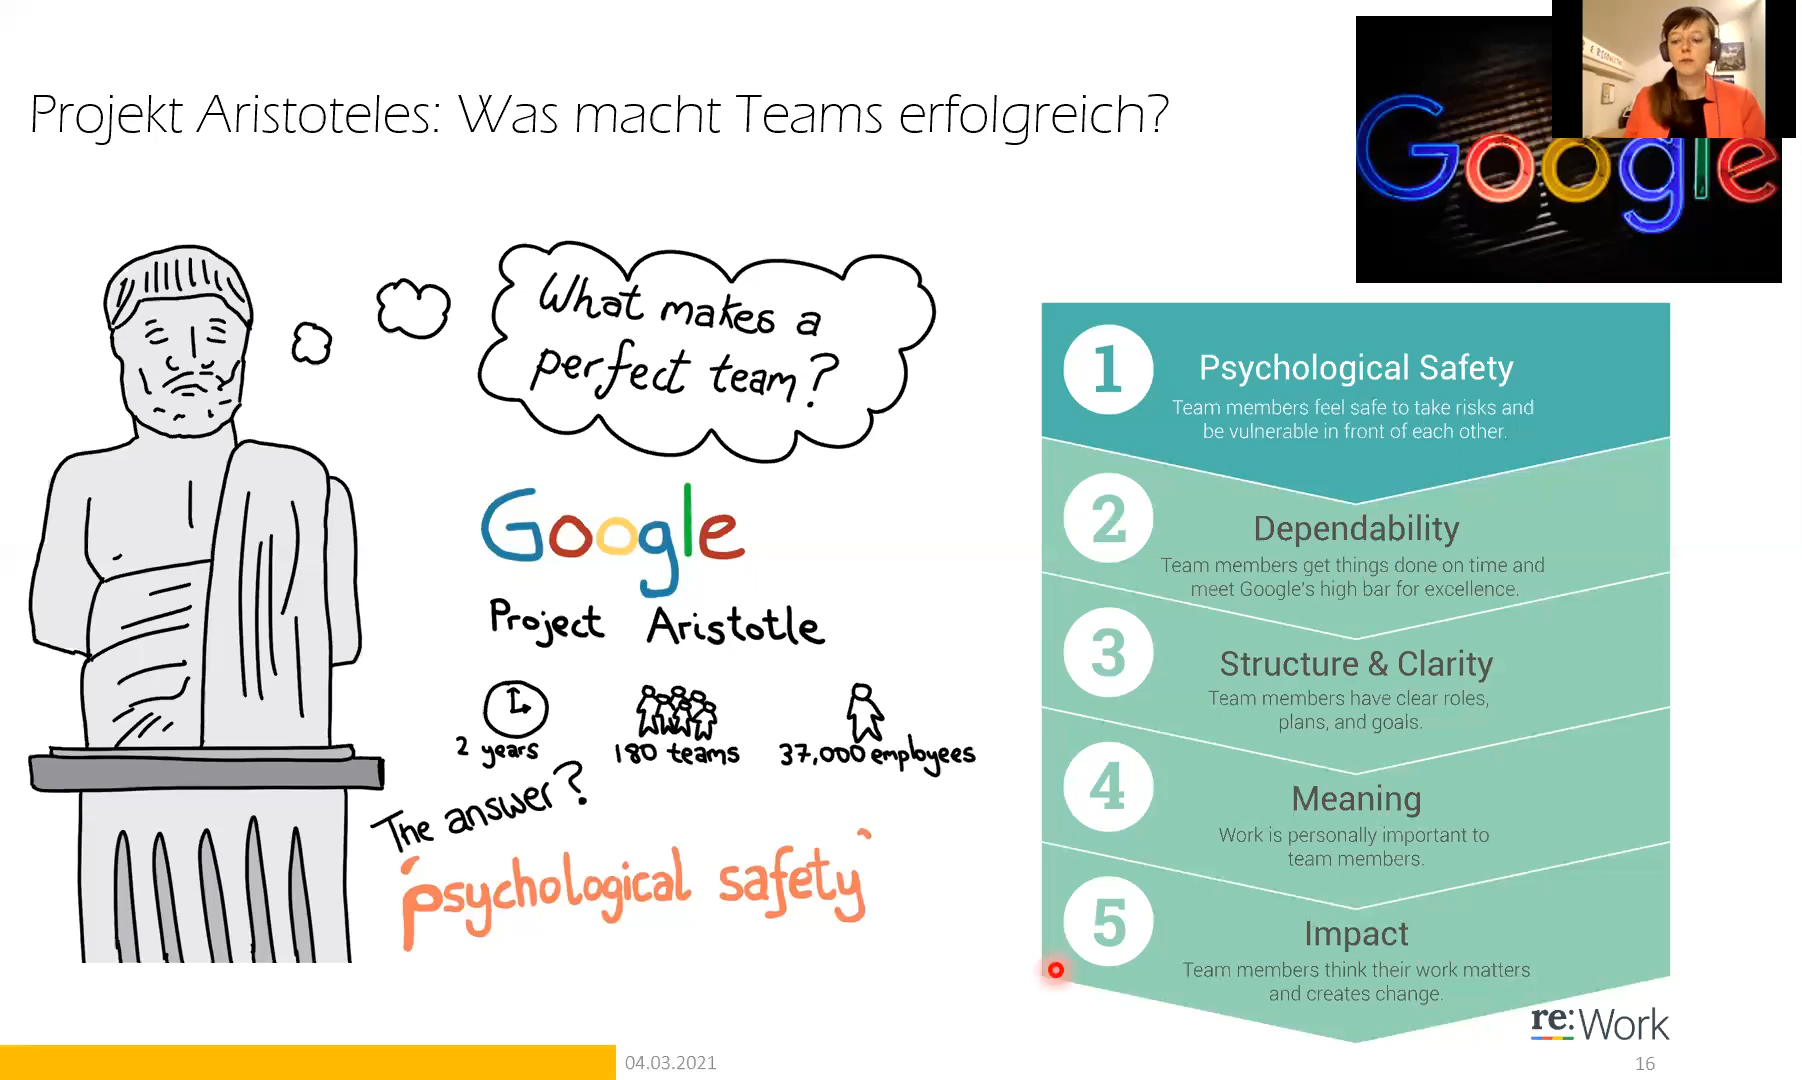 Projekt Aristoteles: Was macht Teams erfolgreich?
Google
What makes a
perfect team?
Google
Project Aristotle
2 years
180 teams
37,000 employees
The answer?
psychological safety
1
Psychological Safety
Team members feel safe to take risks and
be vulnerable in front of each other.
2
Dependability
Team members get things done on time and
meet Google's high bar for excellence.
3
Structure & Clarity
Team members have clear roles,
plans, and goals.
4
Meaning
Work is personally important to
team members.
5
Impact
Team members think their work matters
and creates change.
re:Work
04.03.2021
16